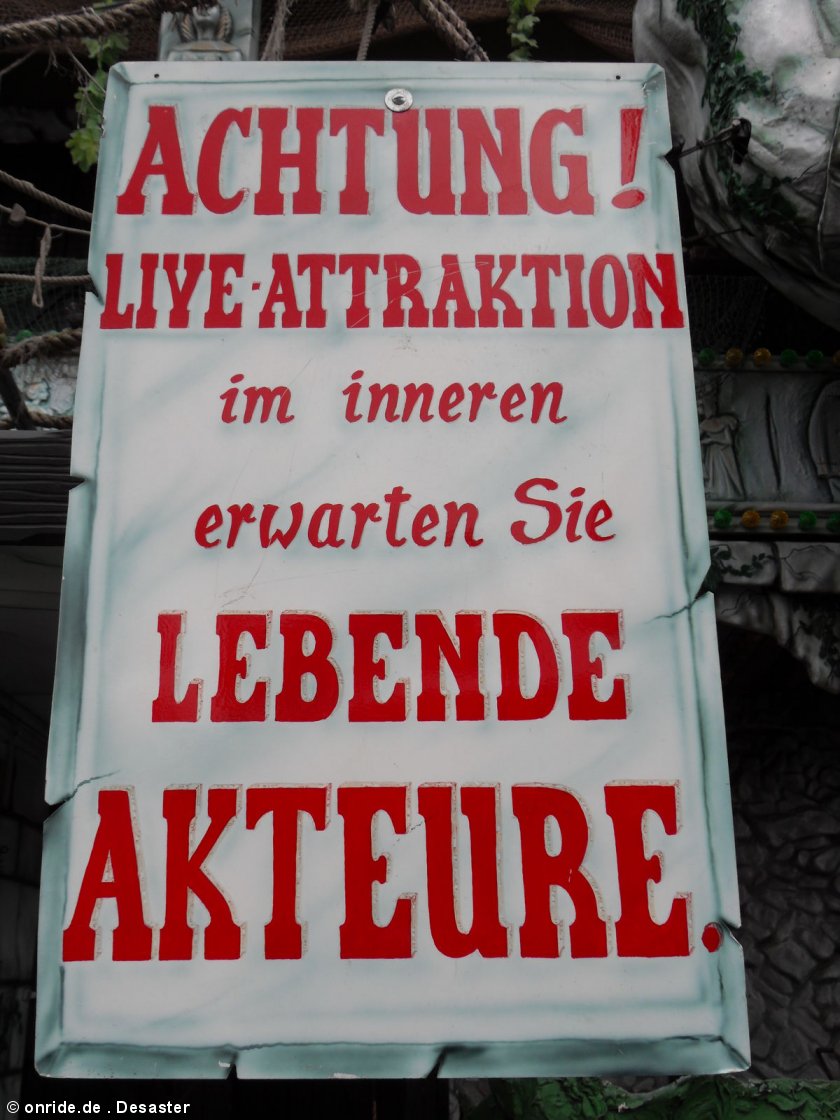 ACHTUNG!
LIVE-ATTRAKTION
im inneren
erwarten Sie
LEBENDE
AKTEURE.
© onride.de . Desaster